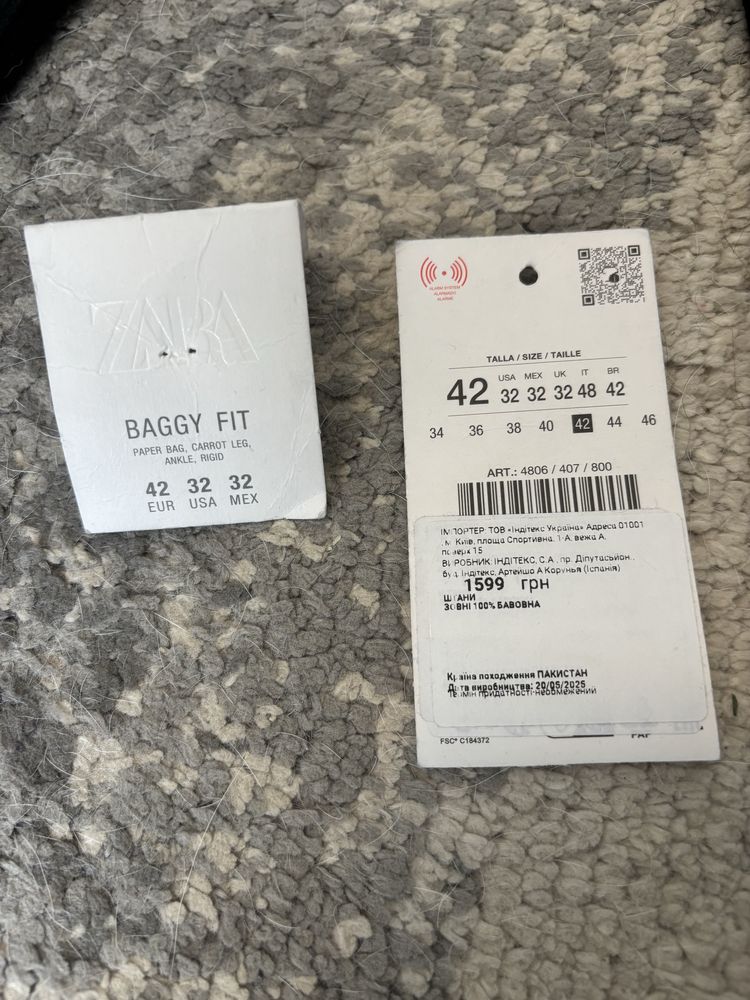 ZARA
BAGGY FIT
PAPER BAG, CARROT LEG,
ANKLE, RIGID
42 32 32
EUR USA MEX
ALARM SYSTEM
ALARMADO
ALARME
TALLA / SIZE / TAILLE
USA MEX UK IT BR
42 32 32 32 48 42
34 36 38 40 42 44 46
ART.: 4806 / 407 / 800
ІМПОРТЕР: ТОВ «Індітекс Україна» Адреса 01001
, м. Київ, площа Спортивна, 1-А, вежа А,
поверх 15
ВИРОБНИК: ІНДІТЕКС, С.А., пр. Діпутасьйон,
буд. Індітекс, Артейшо А Корунья (Іспанія)
1599 грн
ШТАНИ
ЗОВНІ 100% БАВОВНА
Країна походження ПАКИСТАН
Дата виробництва: 20/05/2025
Термін придатності-необмежений
FSC® C184372
PAP